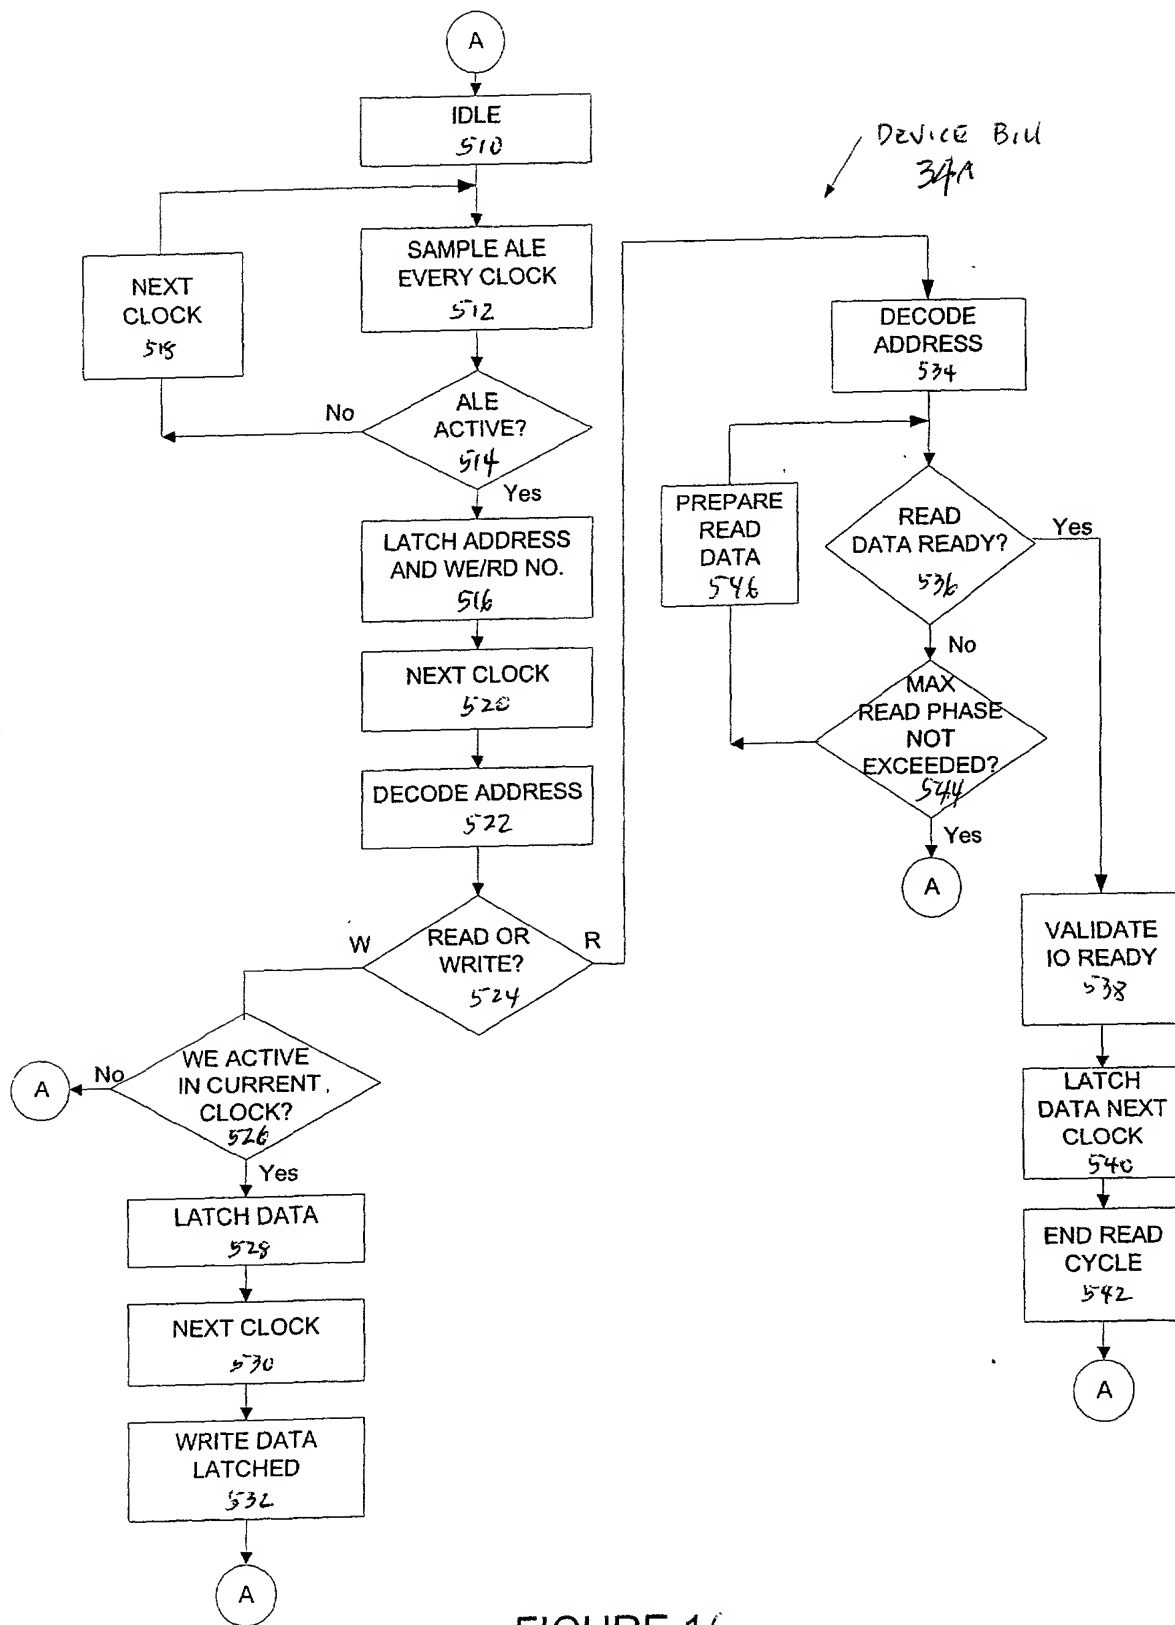 A
IDLE
510
DEVICE BIU
34A
SAMPLE ALE
EVERY CLOCK
512
NEXT
CLOCK
518
No
ALE
ACTIVE?
514
Yes
LATCH ADDRESS
AND WE/RD NO.
516
NEXT CLOCK
520
DECODE ADDRESS
522
W
READ OR
WRITE?
524
R
A
No
WE ACTIVE
IN CURRENT
CLOCK?
526
Yes
LATCH DATA
528
NEXT CLOCK
530
WRITE DATA
LATCHED
532
A
DECODE
ADDRESS
534
PREPARE
READ
DATA
546
READ
DATA READY?
536
Yes
No
MAX
READ PHASE
NOT
EXCEEDED?
544
Yes
A
VALIDATE
IO READY
538
LATCH
DATA NEXT
CLOCK
540
END READ
CYCLE
542
A
FIGURE